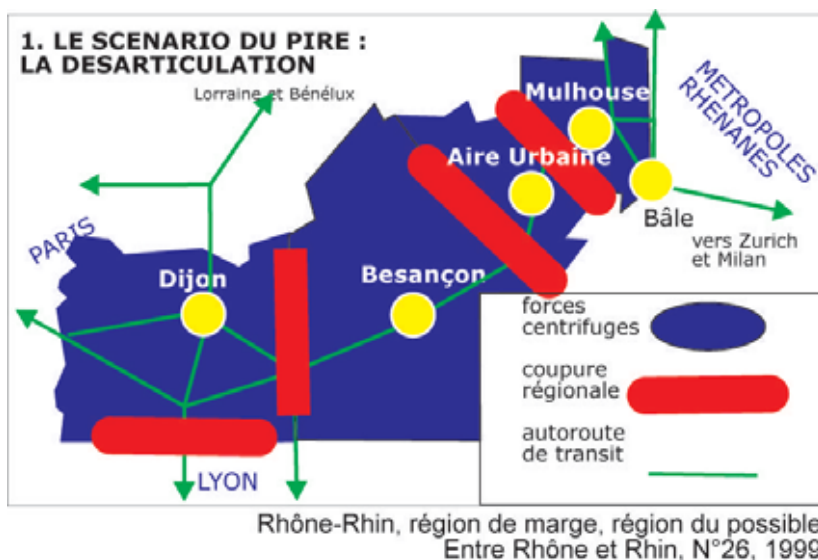 1. LE SCENARIO DU PIRE :
LA DESARTICULATION
Lorraine et Bénélux
Mulhouse
METROPOLES
RHENANES
Aire Urbaine
Bâle
vers Zurich
et Milan
PARIS
Dijon
Besançon
forces
centrifuges
coupure
régionale
autoroute
de transit
LYON
Rhône-Rhin, région de marge, région du possible
Entre Rhône et Rhin, N°26, 1999